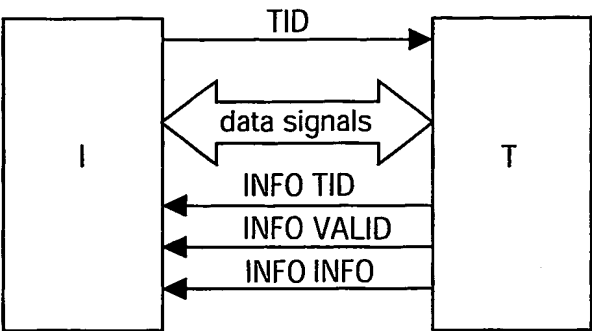 TID
data signals
I
T
INFO TID
INFO VALID
INFO INFO